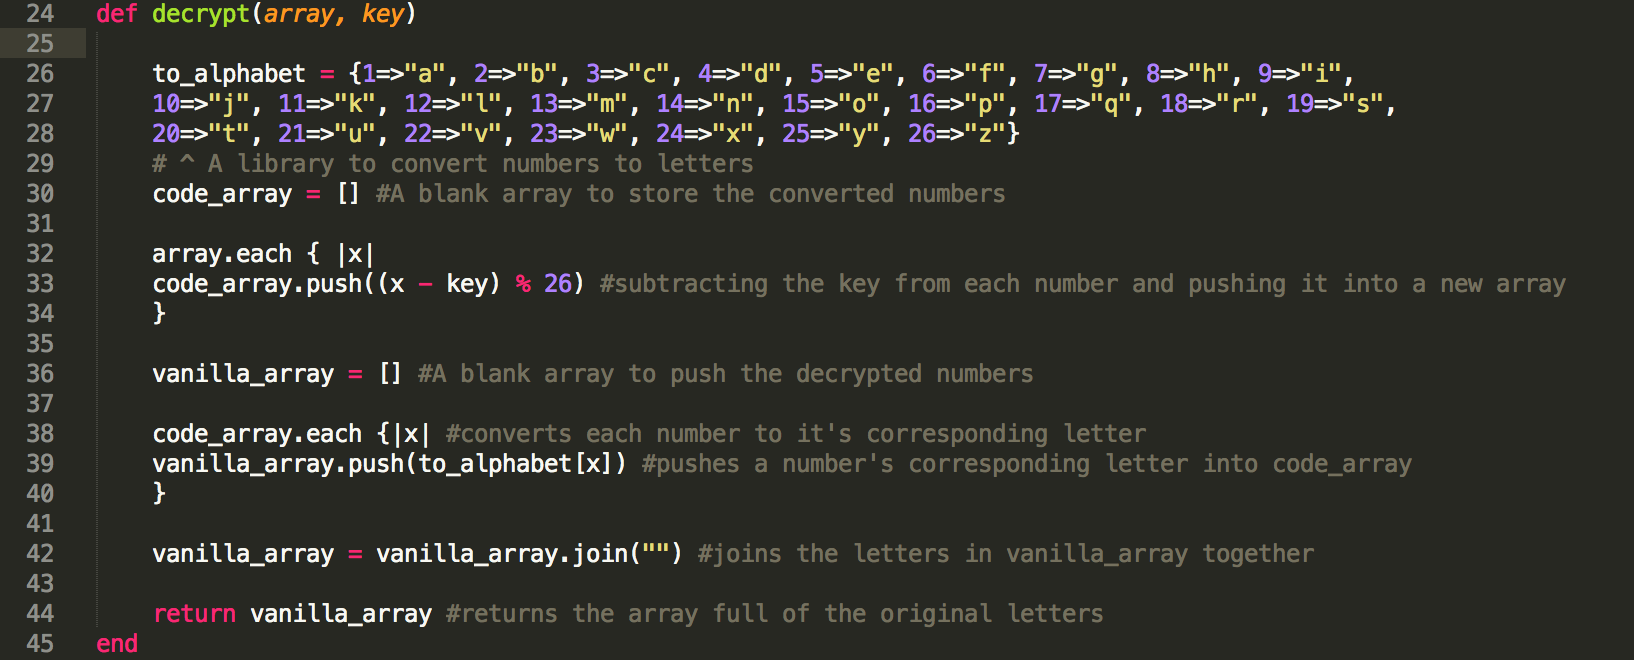 24 def decrypt(array, key)
25
26 to_alphabet = {1=>"a", 2=>"b", 3=>"c", 4=>"d", 5=>"e", 6=>"f", 7=>"g", 8=>"h", 9=>"i",
27 10=>"j", 11=>"k", 12=>"l", 13=>"m", 14=>"n", 15=>"o", 16=>"p", 17=>"q", 18=>"r", 19=>"s",
28 20=>"t", 21=>"u", 22=>"v", 23=>"w", 24=>"x", 25=>"y", 26=>"z"}
29 # ^ A library to convert numbers to letters
30 code_array = [] #A blank array to store the converted numbers
31
32 array.each { |x|
33 code_array.push((x - key) % 26) #subtracting the key from each number and pushing it into a new array
34 }
35
36 vanilla_array = [] #A blank array to push the decrypted numbers
37
38 code_array.each {|x| #converts each number to it's corresponding letter
39 vanilla_array.push(to_alphabet[x]) #pushes a number's corresponding letter into code_array
40 }
41
42 vanilla_array = vanilla_array.join("") #joins the letters in vanilla_array together
43
44 return vanilla_array #returns the array full of the original letters
45 end